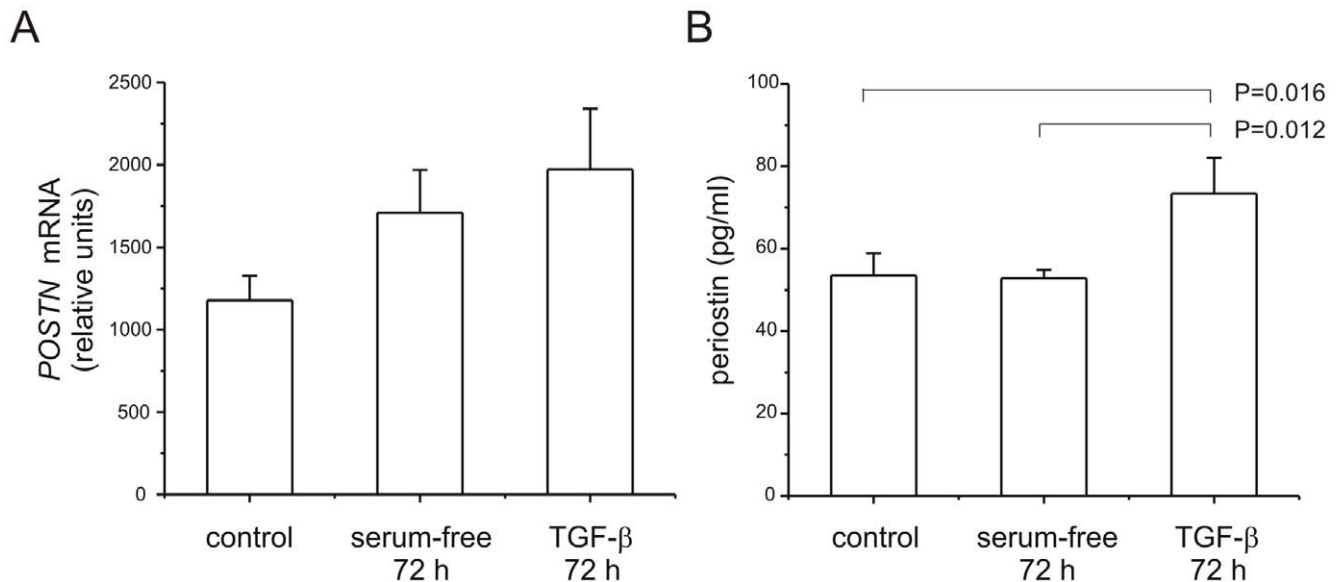 A
POSTN mRNA
(relative units)
2500
2000
1500
1000
500
0
control
serum-free
72 h
TGF-β
72 h
B
periostin (pg/ml)
100
80
60
40
20
0
P=0.016
P=0.012
control
serum-free
72 h
TGF-β
72 h